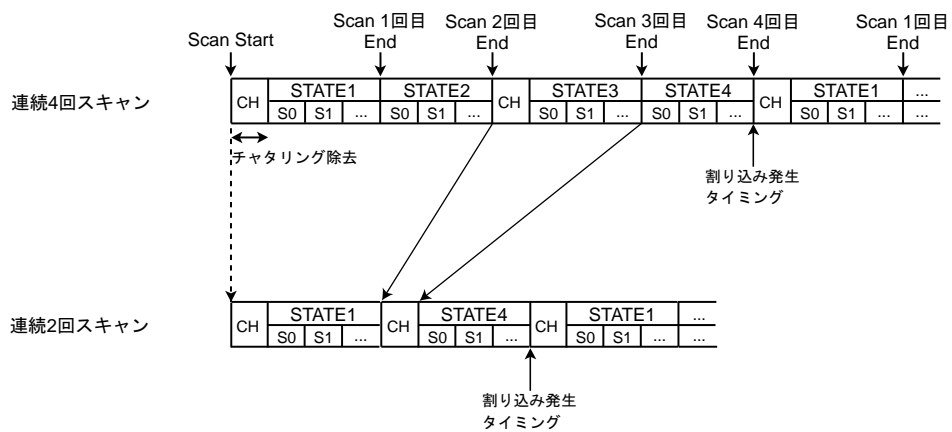 Scan Start
Scan 1回目
End
Scan 2回目
End
Scan 3回目
End
Scan 4回目
End
Scan 1回目
End
連続4回スキャン
CH
STATE1
STATE2
CH
STATE3
STATE4
CH
STATE1
...
S0 S1 ... S0 S1 ... S0 S1 ... S0 S1 ... S0 S1 ... ...
チャタリング除去
割り込み発生
タイミング
連続2回スキャン
CH
STATE1
CH
STATE4
CH
STATE1
...
S0 S1 ... S0 S1 ... S0 S1 ... ...
割り込み発生
タイミング